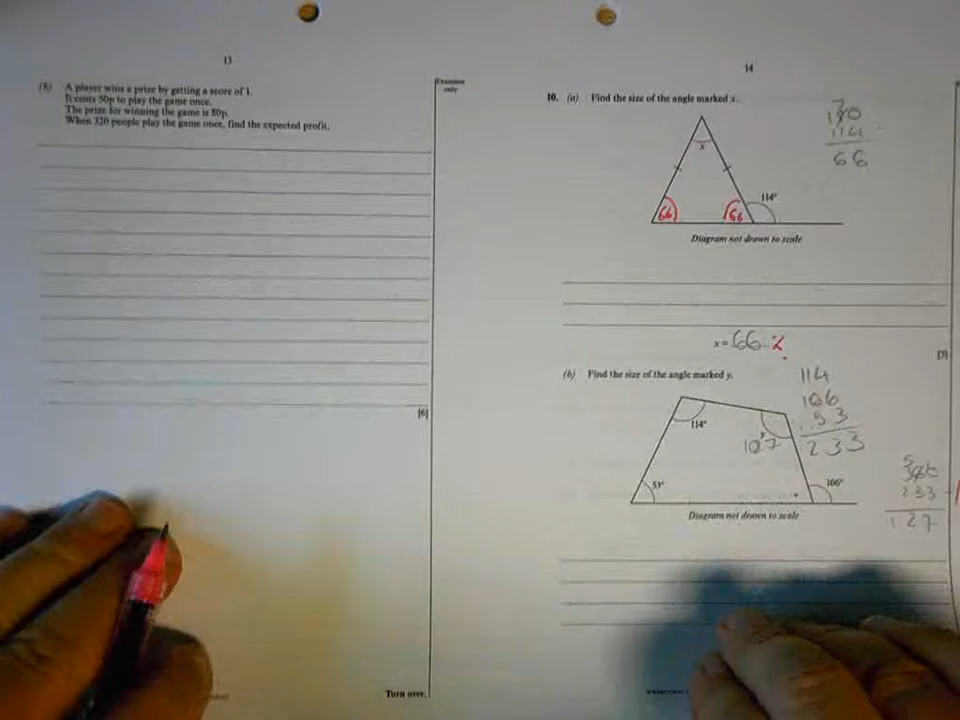 13
(b) A player wins a prize by getting a score of 1.
It costs 50p to play the game once.
The prize for winning the game is 80p.
When 320 people play the game once, find the expected profit.
Examiner
only
[6]
Turn over.
14
10. (a) Find the size of the angle marked x.
180
114
66
x
114°
66
66
Diagram not drawn to scale
x = 66
[3]
(b) Find the size of the angle marked y.
114
53
233
114°
y
107
53°
106°
233
127
Diagram not drawn to scale